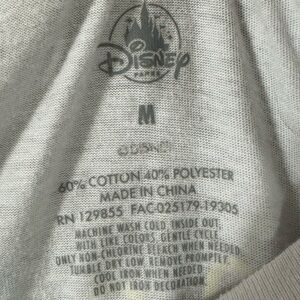 Disney
PARKS
M
©DISNEY
60% COTTON 40% POLYESTER
MADE IN CHINA
RN 129855 FAC-025179-19305
MACHINE WASH COLD, INSIDE OUT,
WITH LIKE COLORS, GENTLE CYCLE.
ONLY NON-CHLORINE BLEACH WHEN NEEDED.
TUMBLE DRY LOW. REMOVE PROMPTLY.
COOL IRON WHEN NEEDED.
DO NOT IRON DECORATION.